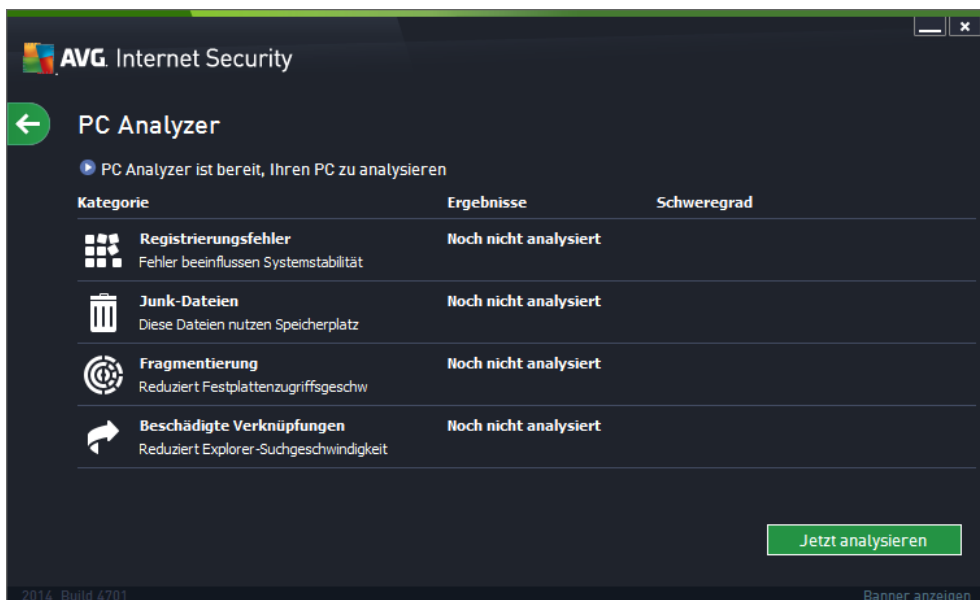 AVG. Internet Security
PC Analyzer
PC Analyzer ist bereit, Ihren PC zu analysieren
Kategorie Ergebnisse Schweregrad
Registrierungsfehler Noch nicht analysiert
Fehler beeinflussen Systemstabilität
Junk-Dateien Noch nicht analysiert
Diese Dateien nutzen Speicherplatz
Fragmentierung Noch nicht analysiert
Reduziert Festplattenzugriffsgeschw
Beschädigte Verknüpfungen Noch nicht analysiert
Reduziert Explorer-Suchgeschwindigkeit
Jetzt analysieren
2014 Build 4701 Banner anzeigen